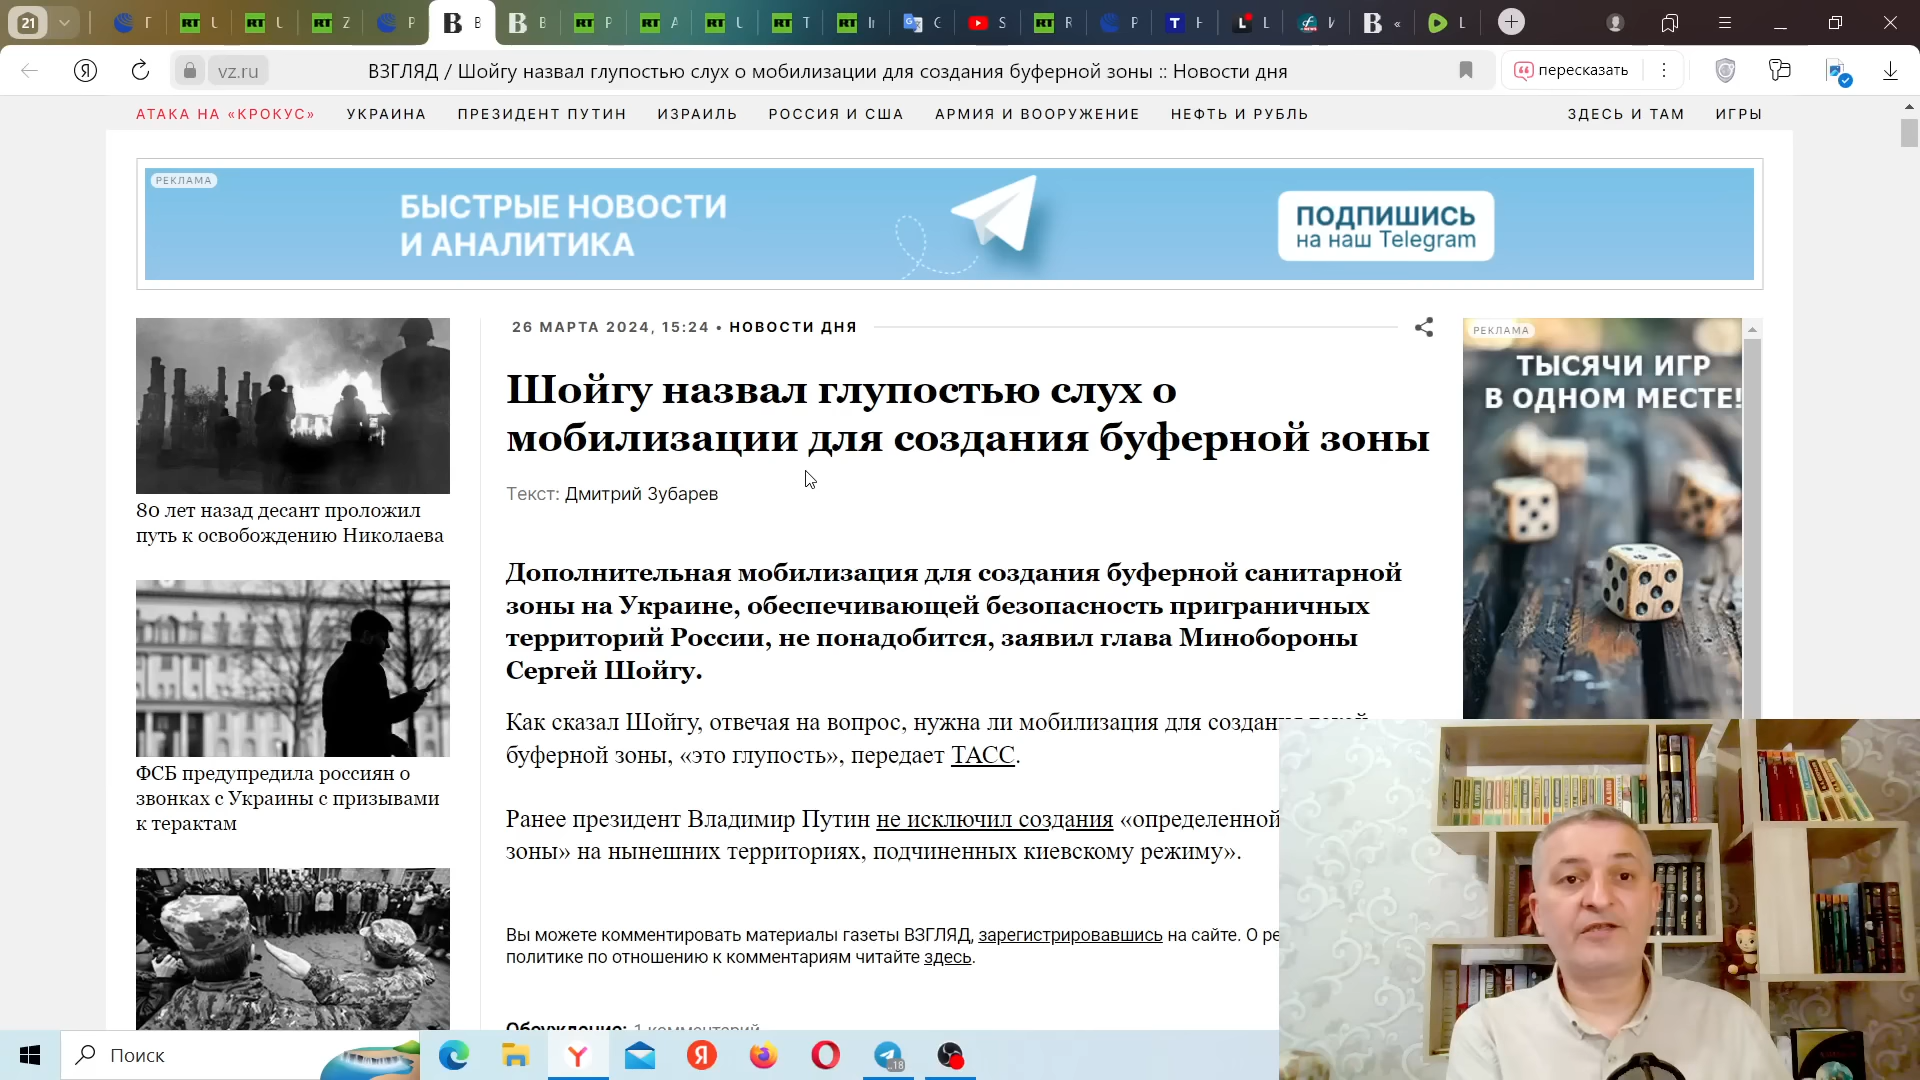 21
vz.ru
ВЗГЛЯД / Шойгу назвал глупостью слух о мобилизации для создания буферной зоны :: Новости дня
пересказать
АТАКА НА «КРОКУС» УКРАИНА ПРЕЗИДЕНТ ПУТИН ИЗРАИЛЬ РОССИЯ И США АРМИЯ И ВООРУЖЕНИЕ НЕФТЬ И РУБЛЬ ЗДЕСЬ И ТАМ ИГРЫ
РЕКЛАМА
БЫСТРЫЕ НОВОСТИ
И АНАЛИТИКА
ПОДПИШИСЬ
на наш Telegram
80 лет назад десант проложил
путь к освобождению Николаева
ФСБ предупредила россиян о
звонках с Украины с призывами
к терактам
26 МАРТА 2024, 15:24 • НОВОСТИ ДНЯ
Шойгу назвал глупостью слух о
мобилизации для создания буферной зоны
Текст: Дмитрий Зубарев
Дополнительная мобилизация для создания буферной санитарной
зоны на Украине, обеспечивающей безопасность приграничных
территорий России, не понадобится, заявил глава Минобороны
Сергей Шойгу.
Как сказал Шойгу, отвечая на вопрос, нужна ли мобилизация для создания такой
буферной зоны, «это глупость», передает ТАСС.
Ранее президент Владимир Путин не исключил создания «определенной
зоны» на нынешних территориях, подчиненных киевскому режиму».
Вы можете комментировать материалы газеты ВЗГЛЯД, зарегистрировавшись на сайте. О ре
политике по отношению к комментариям читайте здесь.
Обсуждение: 1 комментарий
РЕКЛАМА
ТЫСЯЧИ ИГР
В ОДНОМ МЕСТЕ!
Поиск